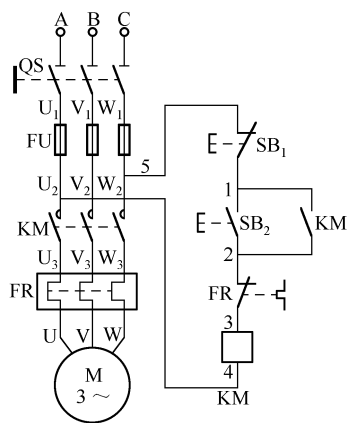 A B C
QS
U₁ V₁ W₁
FU
5
SB₁
U₂ V₂ W₂
1
KM
SB₂
KM
U₃ V₃ W₃
2
FR
FR
3
U V W
4
M
3 ~
KM